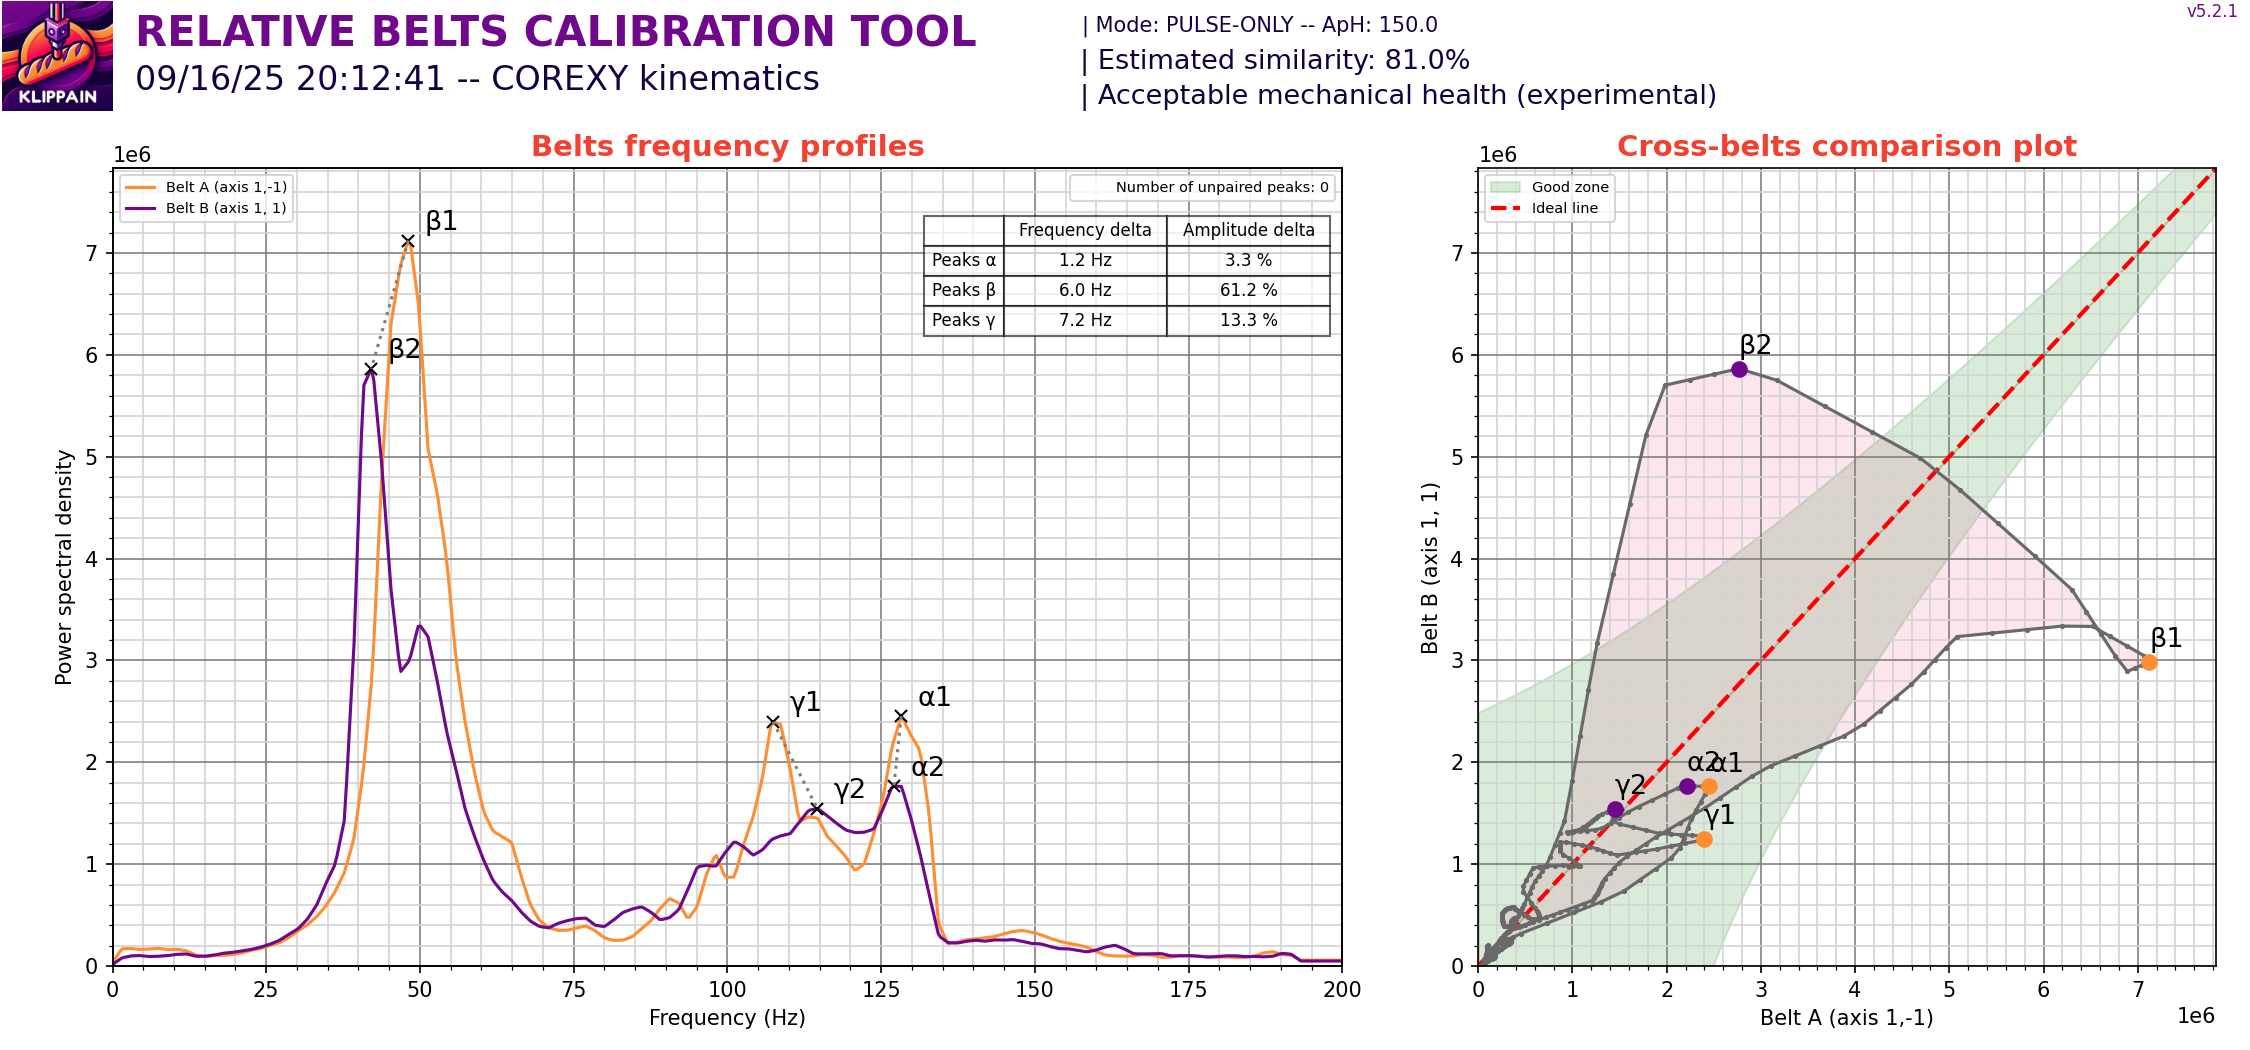 KLIPPAIN
RELATIVE BELTS CALIBRATION TOOL
09/16/25 20:12:41 -- COREXY kinematics
| Mode: PULSE-ONLY -- ApH: 150.0
| Estimated similarity: 81.0%
| Acceptable mechanical health (experimental)
v5.2.1
Belts frequency profiles
1e6
Belt A (axis 1,-1)
Belt B (axis 1, 1)
Number of unpaired peaks: 0
Frequency delta Amplitude delta
Peaks α 1.2 Hz 3.3 %
Peaks β 6.0 Hz 61.2 %
Peaks γ 7.2 Hz 13.3 %
β1
β2
γ1
γ2
α1
α2
7
6
5
4
3
2
1
0
Power spectral density
0 25 50 75 100 125 150 175 200
Frequency (Hz)
Cross-belts comparison plot
1e6
Good zone
Ideal line
β2
β1
α2
α1
γ2
γ1
7
6
5
4
3
2
1
0
Belt B (axis 1, 1)
0 1 2 3 4 5 6 7
Belt A (axis 1,-1)
1e6